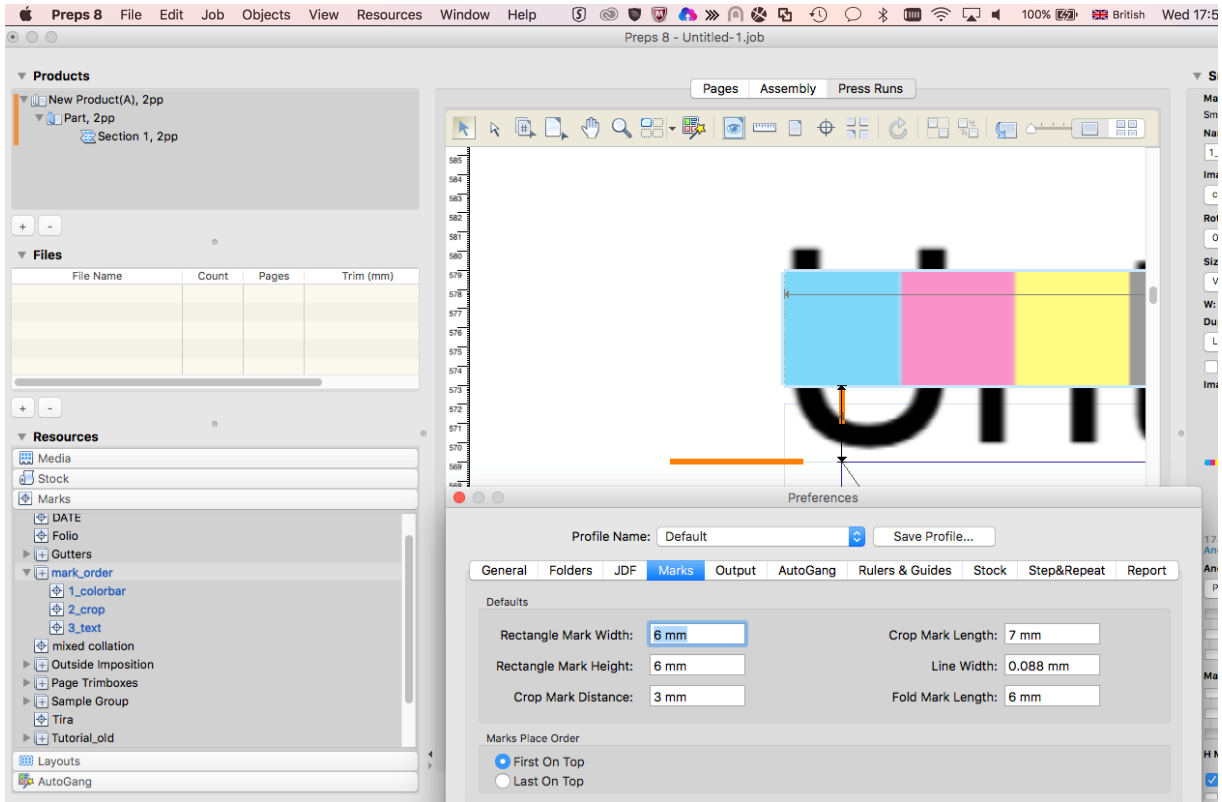 Preps 8 File Edit Job Objects View Resources Window Help 100% British Wed 17:5
Preps 8 - Untitled-1.job
Products
New Product(A), 2pp
Part, 2pp
Section 1, 2pp
Files
File Name Count Pages Trim (mm)
Resources
Media
Stock
Marks
DATE
Folio
Gutters
mark_order
1_colorbar
2_crop
3_text
mixed collation
Outside Imposition
Page Trimboxes
Sample Group
Tira
Tutorial_old
Layouts
AutoGang
Pages Assembly Press Runs
585
584
583
582
581
580
579
578
577
576
575
574
573
572
571
570
569
568
Preferences
Profile Name: Default Save Profile...
General Folders JDF Marks Output AutoGang Rulers & Guides Stock Step&Repeat Report
Defaults
Rectangle Mark Width: 6 mm Crop Mark Length: 7 mm
Rectangle Mark Height: 6 mm Line Width: 0.088 mm
Crop Mark Distance: 3 mm Fold Mark Length: 6 mm
Marks Place Order
First On Top
Last On Top
W: